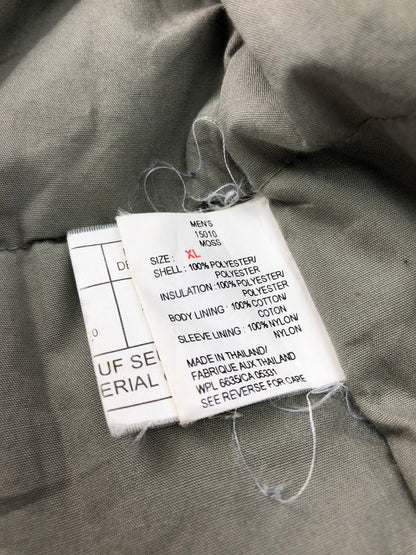 MEN'S
15010
MOSS
SIZE : XL
SHELL : 100% POLYESTER/
POLYESTER
INSULATION : 100% POLYESTER/
POLYESTER
BODY LINING : 100% COTTON/
COTON
SLEEVE LINING : 100% NYLON/
NYLON
MADE IN THAILAND/
FABRIQUE AUX THAILAND
WPL 6635/CA 05331
SEE REVERSE FOR CARE
UF SEU
ERIAL